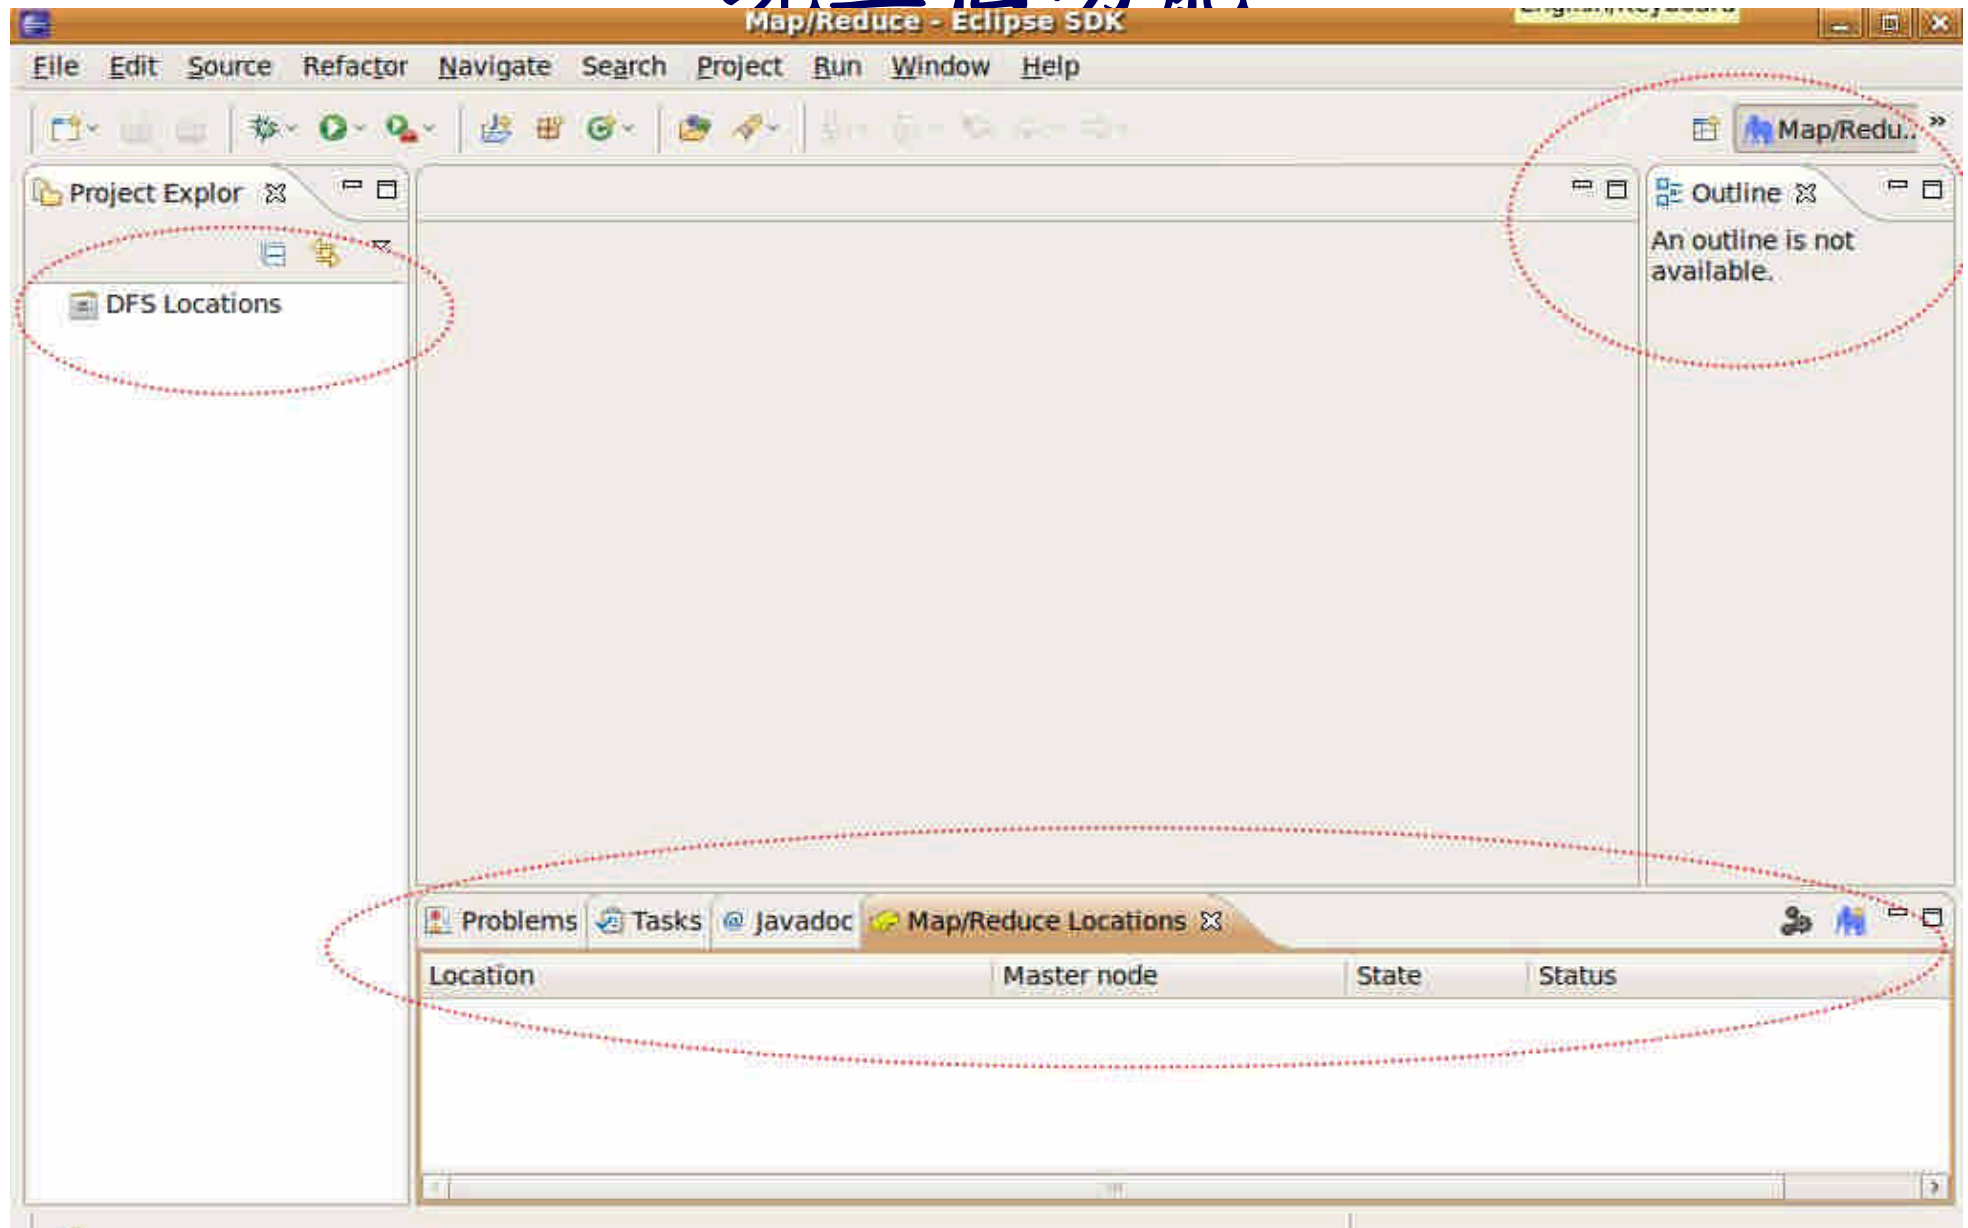 Map/Reduce - Eclipse SDK
File Edit Source Refactor Navigate Search Project Run Window Help
Map/Redu.. »
Project Explor
Outline
An outline is not
available.
DFS Locations
Problems Tasks @ Javadoc Map/Reduce Locations
Location Master node State Status